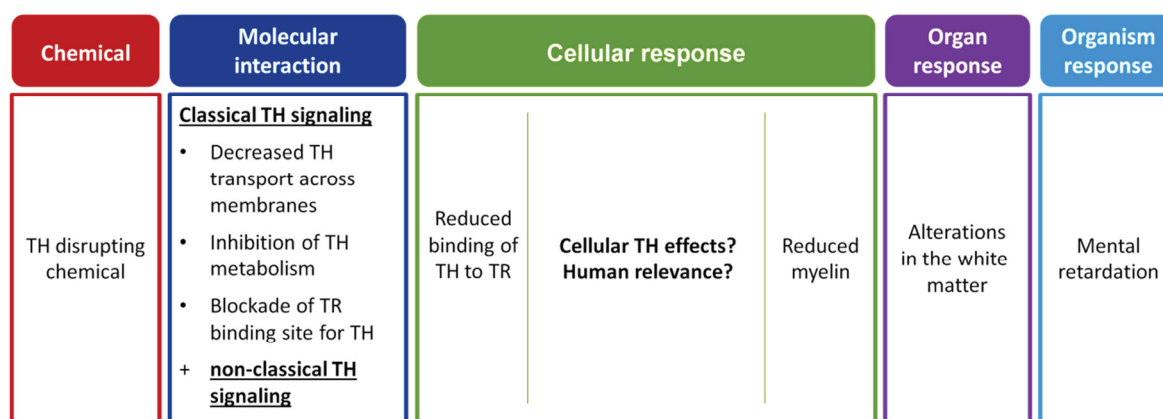 Chemical
Molecular
interaction
Cellular response
Organ
response
Organism
response
TH disrupting
chemical
Classical TH signaling
• Decreased TH
transport across
membranes
• Inhibition of TH
metabolism
• Blockade of TR
binding site for TH
+ non-classical TH
signaling
Reduced
binding of
TH to TR
Cellular TH effects?
Human relevance?
Reduced
myelin
Alterations
in the white
matter
Mental
retardation